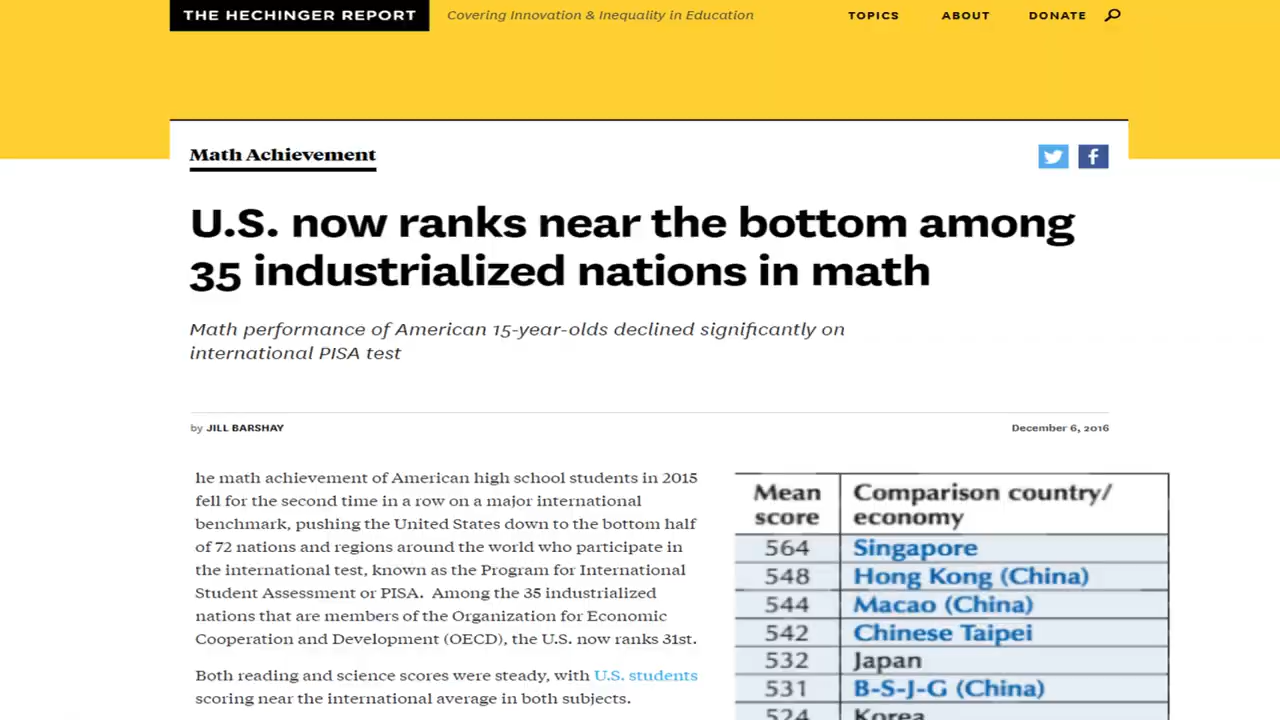 THE HECHINGER REPORT
Covering Innovation & Inequality in Education
TOPICS
ABOUT
DONATE
Math Achievement
U.S. now ranks near the bottom among
35 industrialized nations in math
Math performance of American 15-year-olds declined significantly on
international PISA test
by JILL BARSHAY
December 6, 2016
he math achievement of American high school students in 2015
fell for the second time in a row on a major international
benchmark, pushing the United States down to the bottom half
of 72 nations and regions around the world who participate in
the international test, known as the Program for International
Student Assessment or PISA. Among the 35 industrialized
nations that are members of the Organization for Economic
Cooperation and Development (OECD), the U.S. now ranks 31st.
Both reading and science scores were steady, with U.S. students
scoring near the international average in both subjects.
Mean score
Comparison country/ economy
564 Singapore
548 Hong Kong (China)
544 Macao (China)
542 Chinese Taipei
532 Japan
531 B-S-J-G (China)
524 Korea